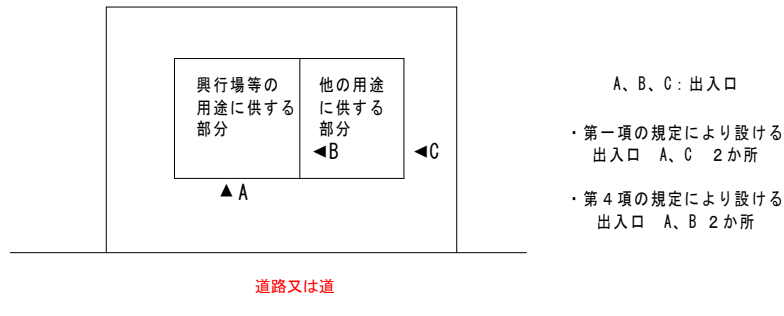 興行場等の
用途に供する
部分
他の用途
に供する
部分
◄B
◄C
▲ A
道路又は道
A、B、C：出入口
・第一項の規定により設ける
出入口 A、C 2か所
・第4項の規定により設ける
出入口 A、B 2か所